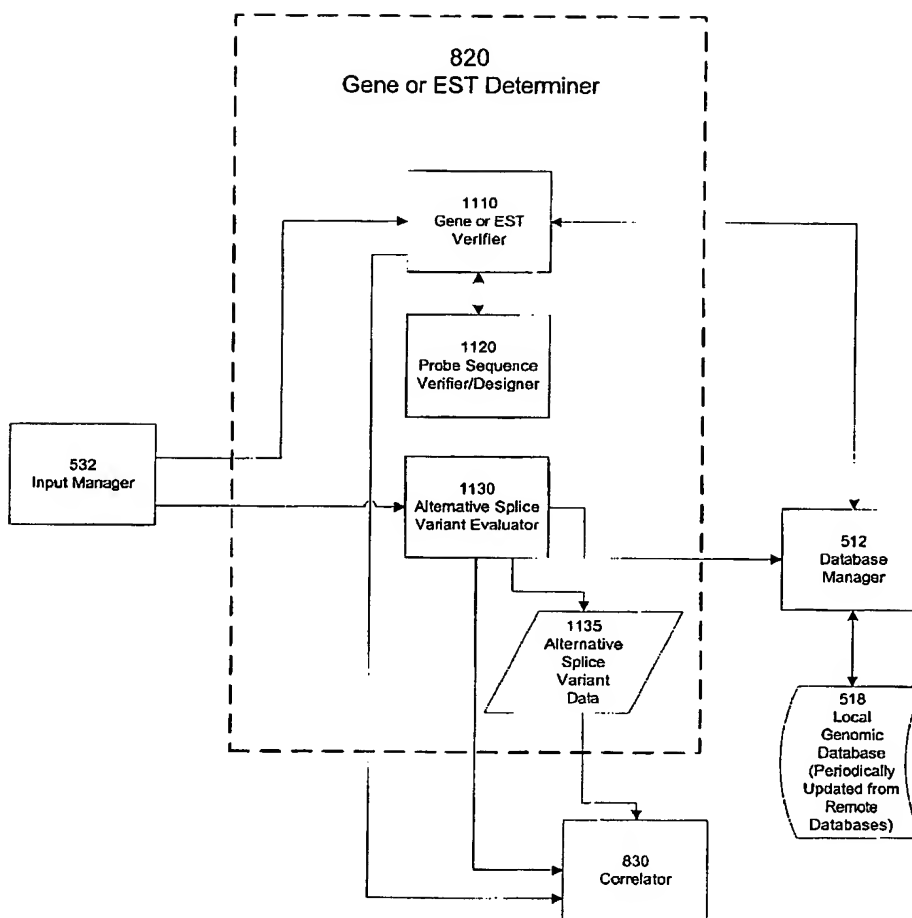 820
Gene or EST Determiner
1110
Gene or EST
Verifier
1120
Probe Sequence
Verifier/Designer
532
Input Manager
1130
Alternative Splice
Variant Evaluator
512
Database
Manager
1135
Alternative
Splice
Variant
Data
518
Local
Genomic
Database
(Periodically
Updated from
Remote
Databases)
830
Correlator